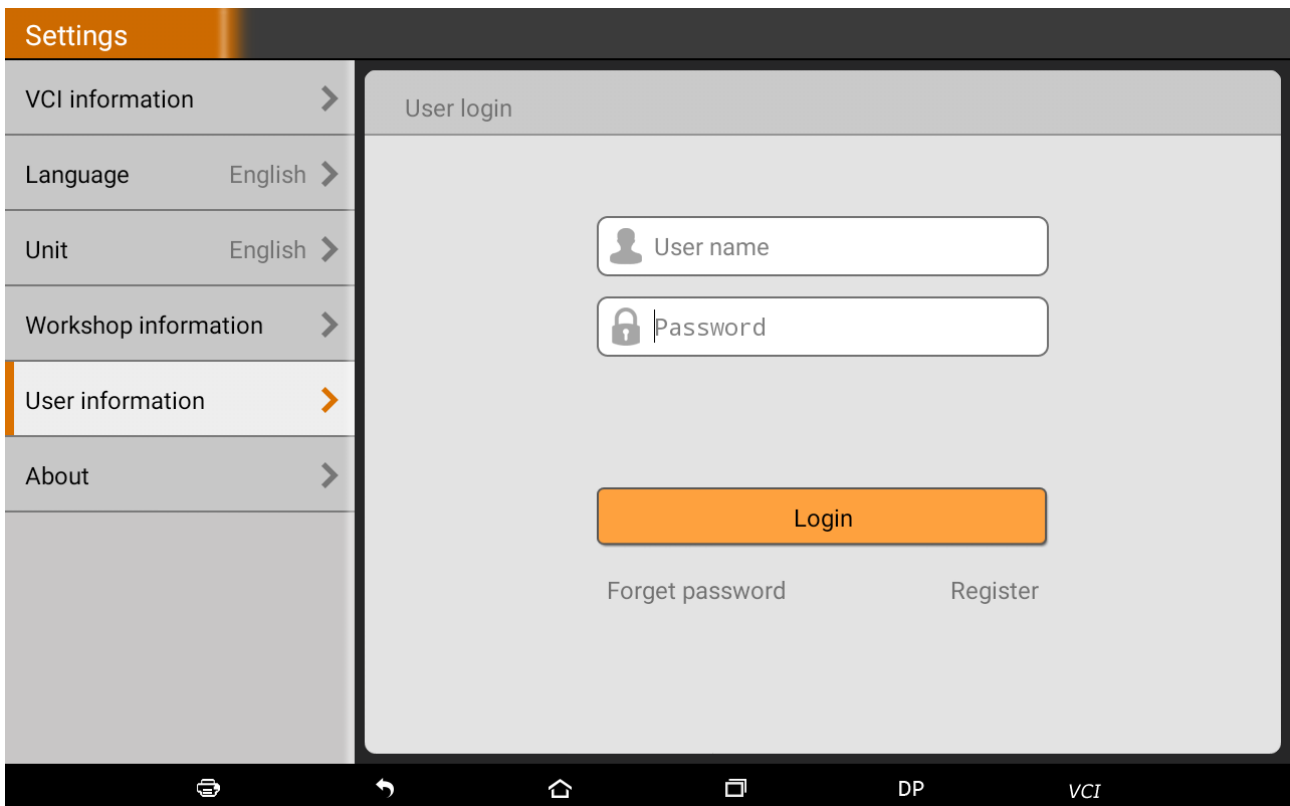 Settings
VCI information
Language English
Unit English
Workshop information
User information
About
User login
User name
Password
Login
Forget password Register
DP VCI